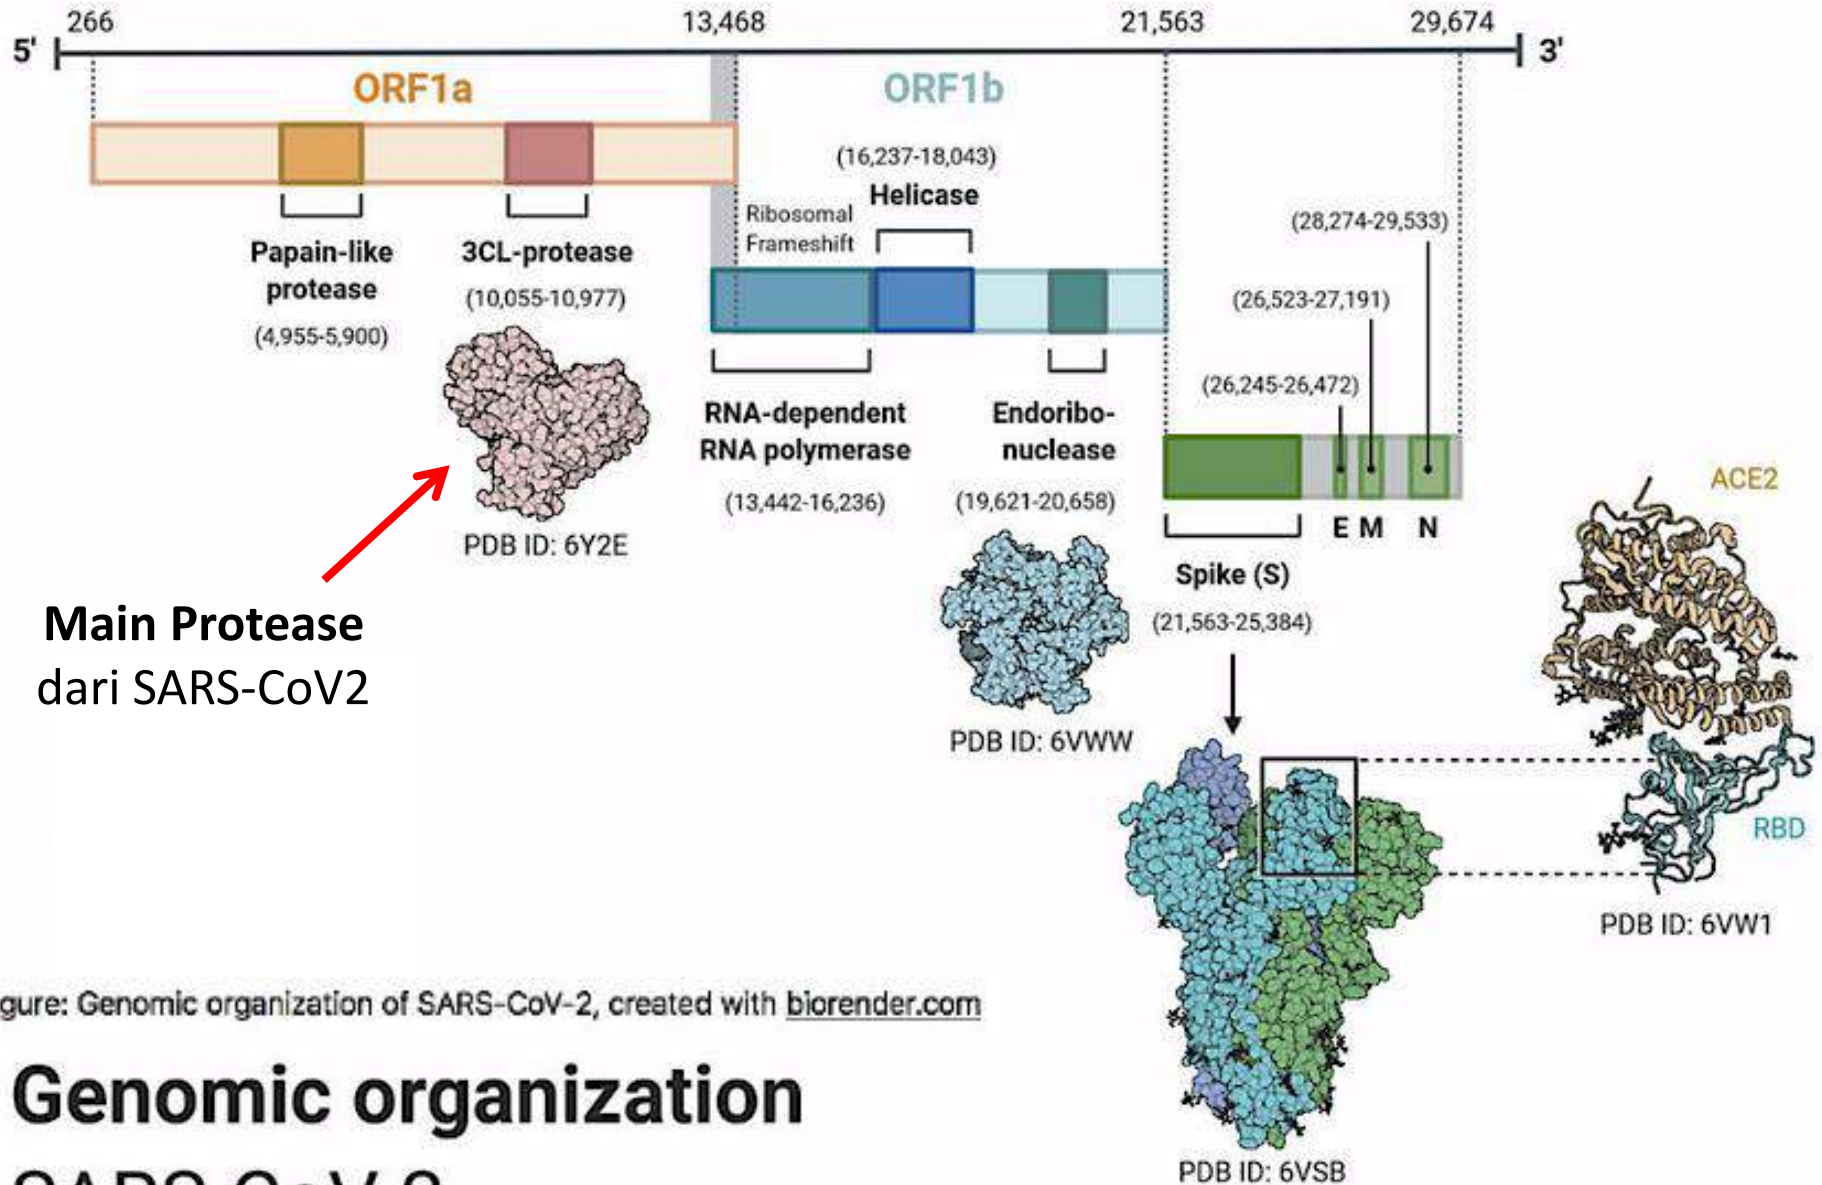 266 13,468 21,563 29,674
5' 3'
ORF1a ORF1b
(16,237-18,043)
Helicase
Ribosomal
Frameshift
(28,274-29,533)
Papain-like
protease
(4,955-5,900)
3CL-protease
(10,055-10,977)
(26,523-27,191)
(26,245-26,472)
RNA-dependent
RNA polymerase
(13,442-16,236)
Endoribo-
nuclease
(19,621-20,658)
E M N
PDB ID: 6Y2E
Spike (S)
(21,563-25,384)
ACE2
Main Protease
dari SARS-CoV2
PDB ID: 6VWW
RBD
PDB ID: 6VW1
gure: Genomic organization of SARS-CoV-2, created with biorender.com
Genomic organization
SARS-CoV-2
PDB ID: 6VSB